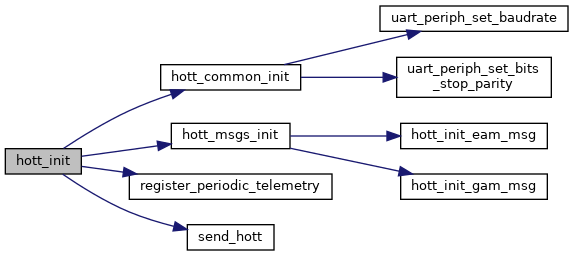 uart_periph_set_baudrate
hott_common_init
uart_periph_set_bits
_stop_parity
hott_msgs_init
hott_init_eam_msg
hott_init
register_periodic_telemetry
hott_init_gam_msg
send_hott